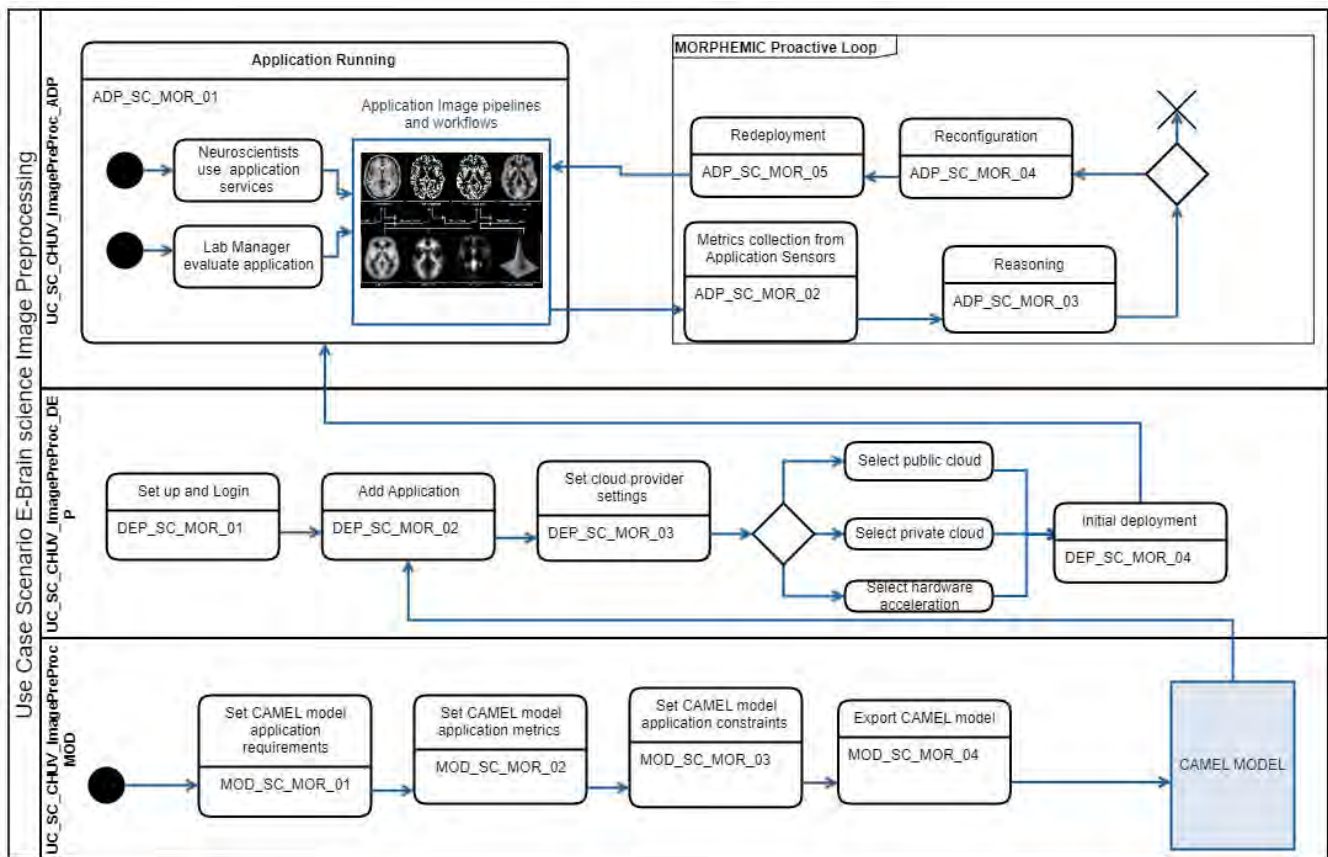 Use Case Scenario E-Brain science Image Preprocessing
UC_SC_CHUV_ImagePreProc_ADP
Application Running
ADP_SC_MOR_01
Neuroscientists
use application
services
Lab Manager
evaluate application
Application Image pipelines
and workflows
MORPHEMIC Proactive Loop
Redeployment
ADP_SC_MOR_05
Reconfiguration
ADP_SC_MOR_04
Metrics collection from
Application Sensors
ADP_SC_MOR_02
Reasoning
ADP_SC_MOR_03
UC_SC_CHUV_ImagePreProc_DE
P
Set up and Login
DEP_SC_MOR_01
Add Application
DEP_SC_MOR_02
Set cloud provider
settings
DEP_SC_MOR_03
Select public cloud
Select private cloud
Select hardware
acceleration
Initial deployment
DEP_SC_MOR_04
UC_SC_CHUV_ImagePreProc
MOD
Set CAMEL model
application
requirements
MOD_SC_MOR_01
Set CAMEL model
application metrics
MOD_SC_MOR_02
Set CAMEL model
application constraints
MOD_SC_MOR_03
Export CAMEL model
MOD_SC_MOR_04
CAMEL MODEL